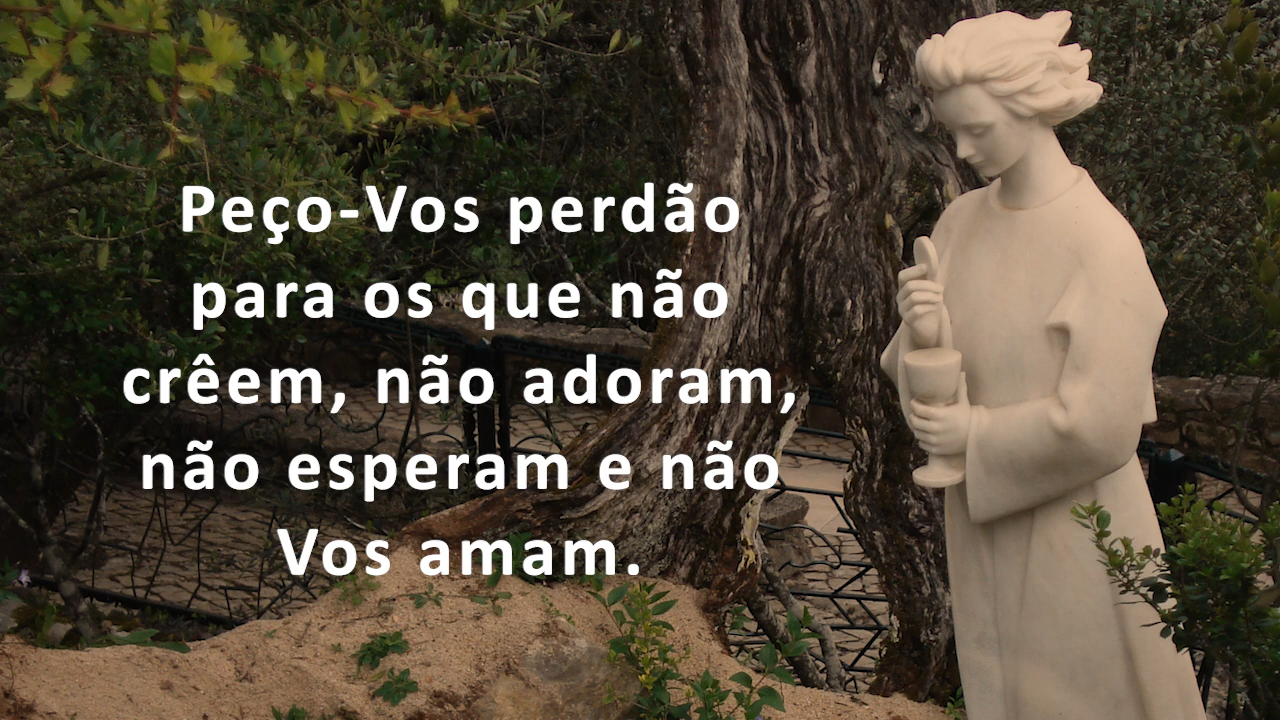 Peço-Vos perdão
para os que não
crêem, não adoram,
não esperam e não
Vos amam.